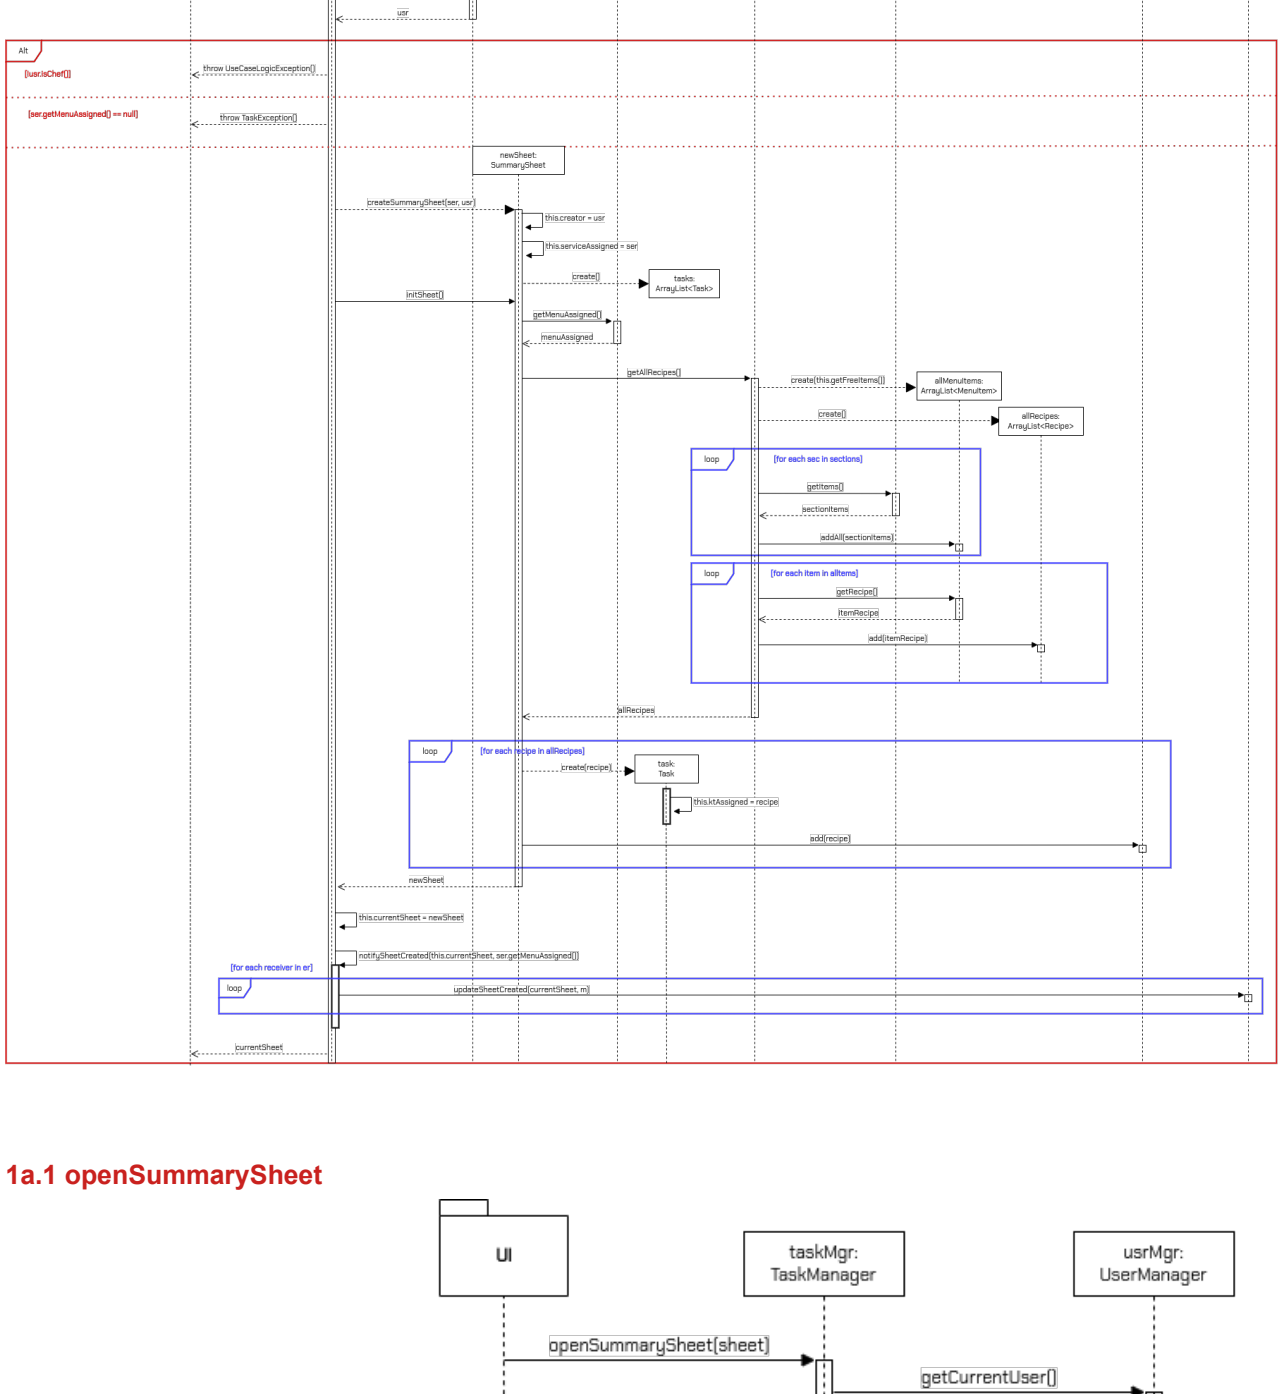 usr
Alt
[!usr.isChef()]
throw UseCaseLogicException()
[ser.getMenuAssigned() == null]
throw TaskException()
newSheet:
SummarySheet
createSummarySheet(ser, usr)
this.creator = usr
this.serviceAssigned = ser
create()
tasks:
ArrayList<Task>
initSheet()
getMenuAssigned()
menuAssigned
getAllRecipes()
create(this.getFreeItems())
allMenuItems:
ArrayList<MenuItem>
create()
allRecipes:
ArrayList<Recipe>
loop
[for each sec in sections]
getItems()
sectionItems
addAll(sectionItems)
loop
[for each item in allItems]
getRecipe()
itemRecipe
add(itemRecipe)
allRecipes
loop
[for each recipe in allRecipes]
create(recipe)
task:
Task
this.ktAssigned = recipe
add(recipe)
newSheet
this.currentSheet = newSheet
notifySheetCreated(this.currentSheet, ser.getMenuAssigned())
[for each receiver in er]
loop
updateSheetCreated(currentSheet, m)
currentSheet
1a.1 openSummarySheet
UI
taskMgr:
TaskManager
usrMgr:
UserManager
openSummarySheet(sheet)
getCurrentUser()